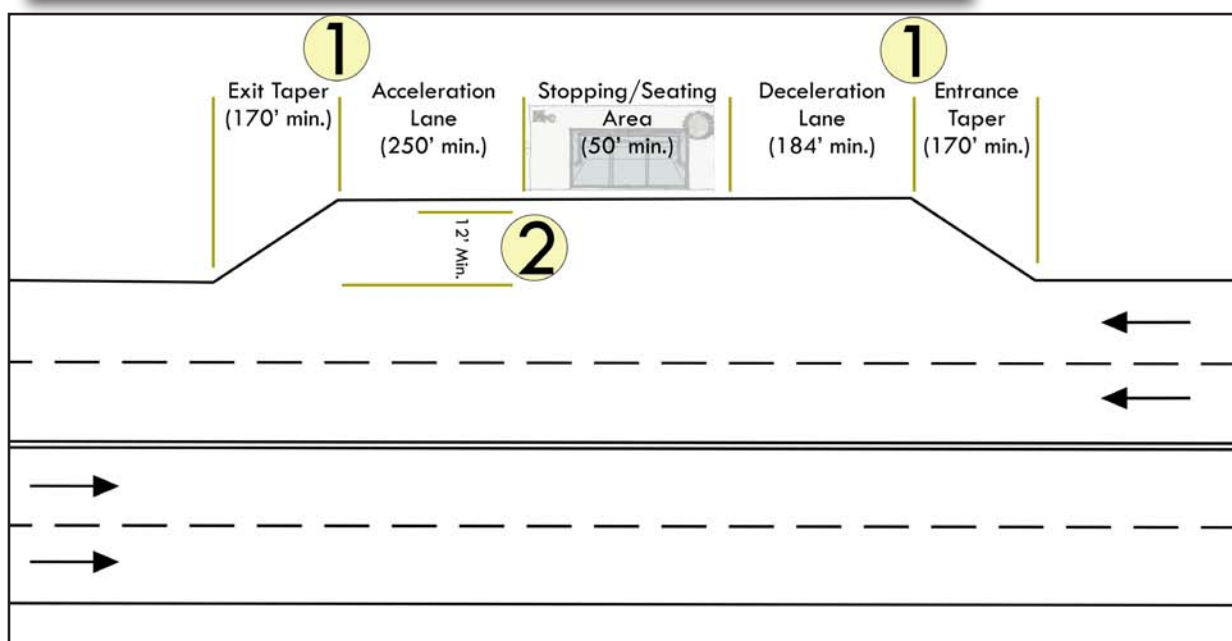 1
1
Exit Taper
(170' min.)
Acceleration
Lane
(250' min.)
Stopping/Seating
Area
(50' min.)
Deceleration
Lane
(184' min.)
Entrance
Taper
(170' min.)
12' Min.
2